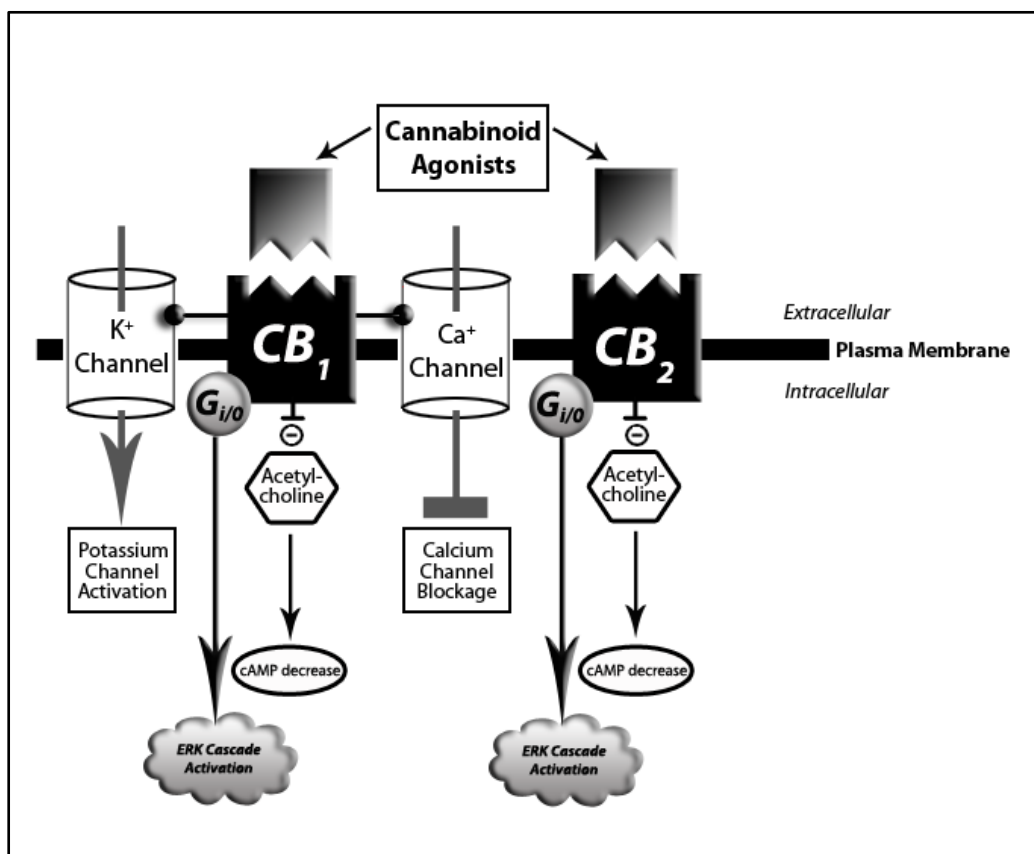 Cannabinoid
Agonists
K⁺
Channel
CB₁
Ca⁺
Channel
CB₂
Extracellular
Plasma Membrane
Intracellular
Gi/0
Gi/0
Acetyl-
choline
Acetyl-
choline
Potassium
Channel
Activation
Calcium
Channel
Blockage
cAMP decrease
cAMP decrease
ERK Cascade
Activation
ERK Cascade
Activation